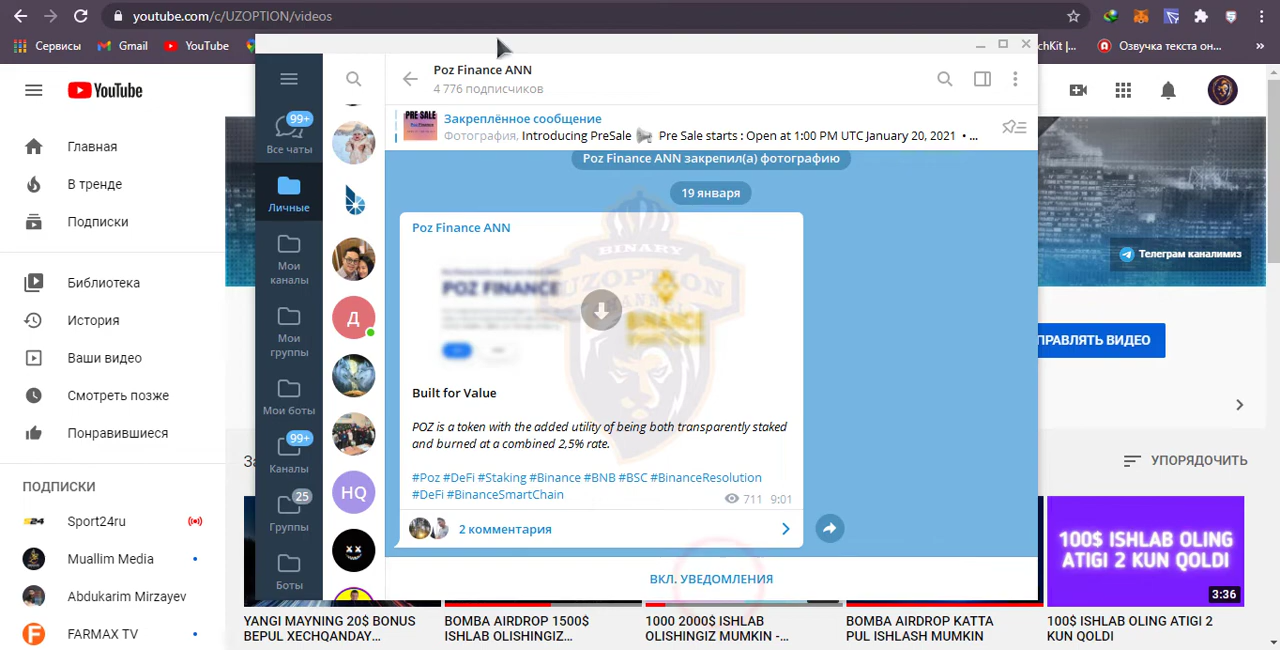 youtube.com/c/UZOPTION/videos
Сервисы
Gmail
YouTube
Озвучка текста он...
»
YouTube
Главная
В тренде
Подписки
Библиотека
История
Ваши видео
Смотреть позже
Понравившиеся
ПОДПИСКИ
Sport24ru
Muallim Media
Abdukarim Mirzayev
FARMAX TV
99+
Все чаты
Личные
Мои
каналы
Мои
группы
Мои боты
99+
Каналы
25
Группы
Боты
Д
HQ
Poz Finance ANN
4 776 подписчиков
PRE SALE
Закреплённое сообщение
Фотография, Introducing PreSale Pre Sale starts : Open at 1:00 PM UTC January 20, 2021 • ...
Poz Finance ANN закрепил(а) фотографию
19 января
Poz Finance ANN
POZ FINANCE
BINANCE
BINARY
UZOPTION
Built for Value
POZ is a token with the added utility of being both transparently staked
and burned at a combined 2,5% rate.
#Poz #DeFi #Staking #Binance #BNB #BSC #BinanceResolution
#DeFi #BinanceSmartChain
711 9:01
2 комментария
ВКЛ. УВЕДОМЛЕНИЯ
Телеграм каналимиз
ПРАВЛЯТЬ ВИДЕО
УПОРЯДОЧИТЬ
100$ ISHLAB OLING
ATIGI 2 KUN QOLDI
3:36
YANGI MAYNING 20$ BONUS
BEPUL XECHQANDAY...
BOMBA AIRDROP 1500$
ISHLAB OLISHINGIZ...
1000 2000$ ISHLAB
OLISHINGIZ MUMKIN -...
BOMBA AIRDROP KATTA
PUL ISHLASH MUMKIN
100$ ISHLAB OLING ATIGI 2
KUN QOLDI